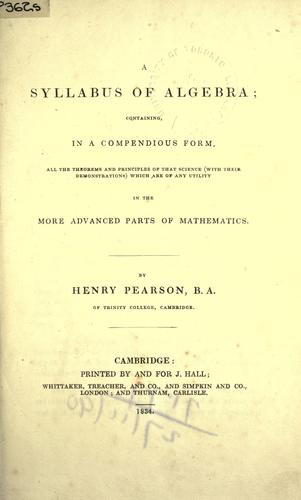 P362s
A
SYLLABUS OF ALGEBRA;
CONTAINING,
IN A COMPENDIOUS FORM,
ALL THE THEOREMS AND PRINCIPLES OF THAT SCIENCE (WITH THEIR
DEMONSTRATIONS) WHICH ARE OF ANY UTILITY
IN THE
MORE ADVANCED PARTS OF MATHEMATICS.
BY
HENRY PEARSON, B.A.
OF TRINITY COLLEGE, CAMBRIDGE.
CAMBRIDGE:
PRINTED BY AND FOR J. HALL;
WHITTAKER, TREACHER, AND CO., AND SIMPKIN AND CO.,
LONDON; AND THURNAM, CARLISLE.
1834.